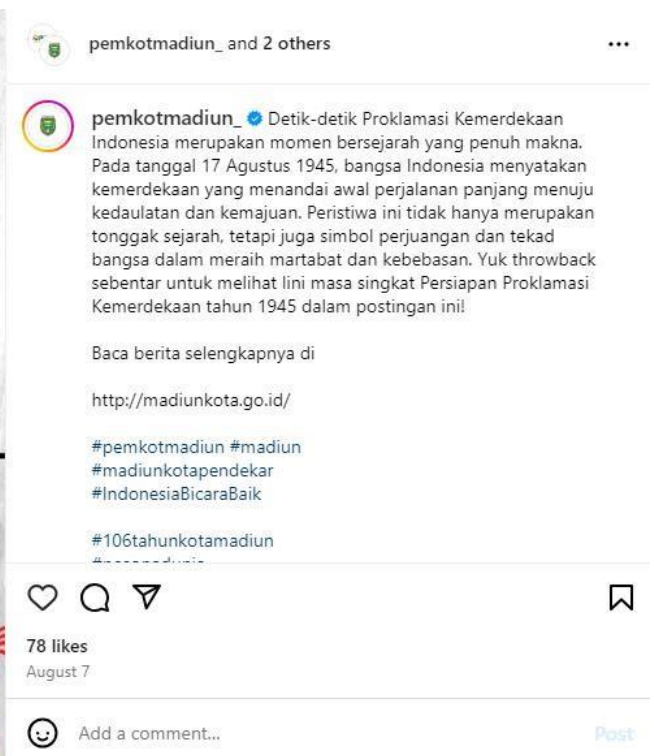 pemkotmadiun_ and 2 others
pemkotmadiun_ Detik-detik Proklamasi Kemerdekaan
Indonesia merupakan momen bersejarah yang penuh makna.
Pada tanggal 17 Agustus 1945, bangsa Indonesia menyatakan
kemerdekaan yang menandai awal perjalanan panjang menuju
kedaulatan dan kemajuan. Peristiwa ini tidak hanya merupakan
tonggak sejarah, tetapi juga simbol perjuangan dan tekad
bangsa dalam meraih martabat dan kebebasan. Yuk throwback
sebentar untuk melihat lini masa singkat Persiapan Proklamasi
Kemerdekaan tahun 1945 dalam postingan ini!
Baca berita selengkapnya di
http://madiunkota.go.id/
#pemkotmadiun #madiun
#madiunkotapendekar
#IndonesiaBicaraBaik
#106tahunkotamadiun
78 likes
August 7
Add a comment...
Post